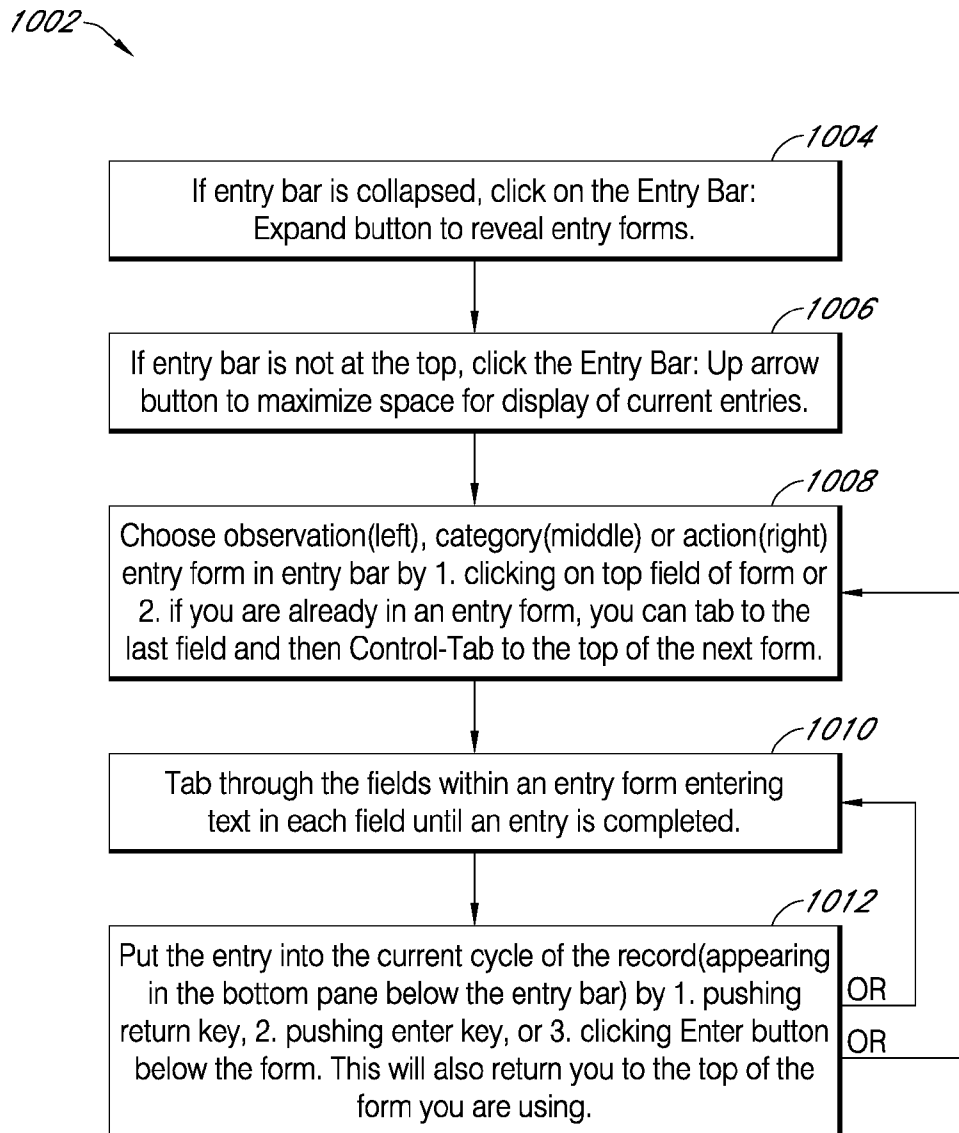 1002
1004
If entry bar is collapsed, click on the Entry Bar:
Expand button to reveal entry forms.
1006
If entry bar is not at the top, click the Entry Bar: Up arrow
button to maximize space for display of current entries.
1008
Choose observation(left), category(middle) or action(right)
entry form in entry bar by 1. clicking on top field of form or
2. if you are already in an entry form, you can tab to the
last field and then Control-Tab to the top of the next form.
1010
Tab through the fields within an entry form entering
text in each field until an entry is completed.
1012
Put the entry into the current cycle of the record(appearing
in the bottom pane below the entry bar) by 1. pushing
return key, 2. pushing enter key, or 3. clicking Enter button
below the form. This will also return you to the top of the
form you are using.
OR
OR